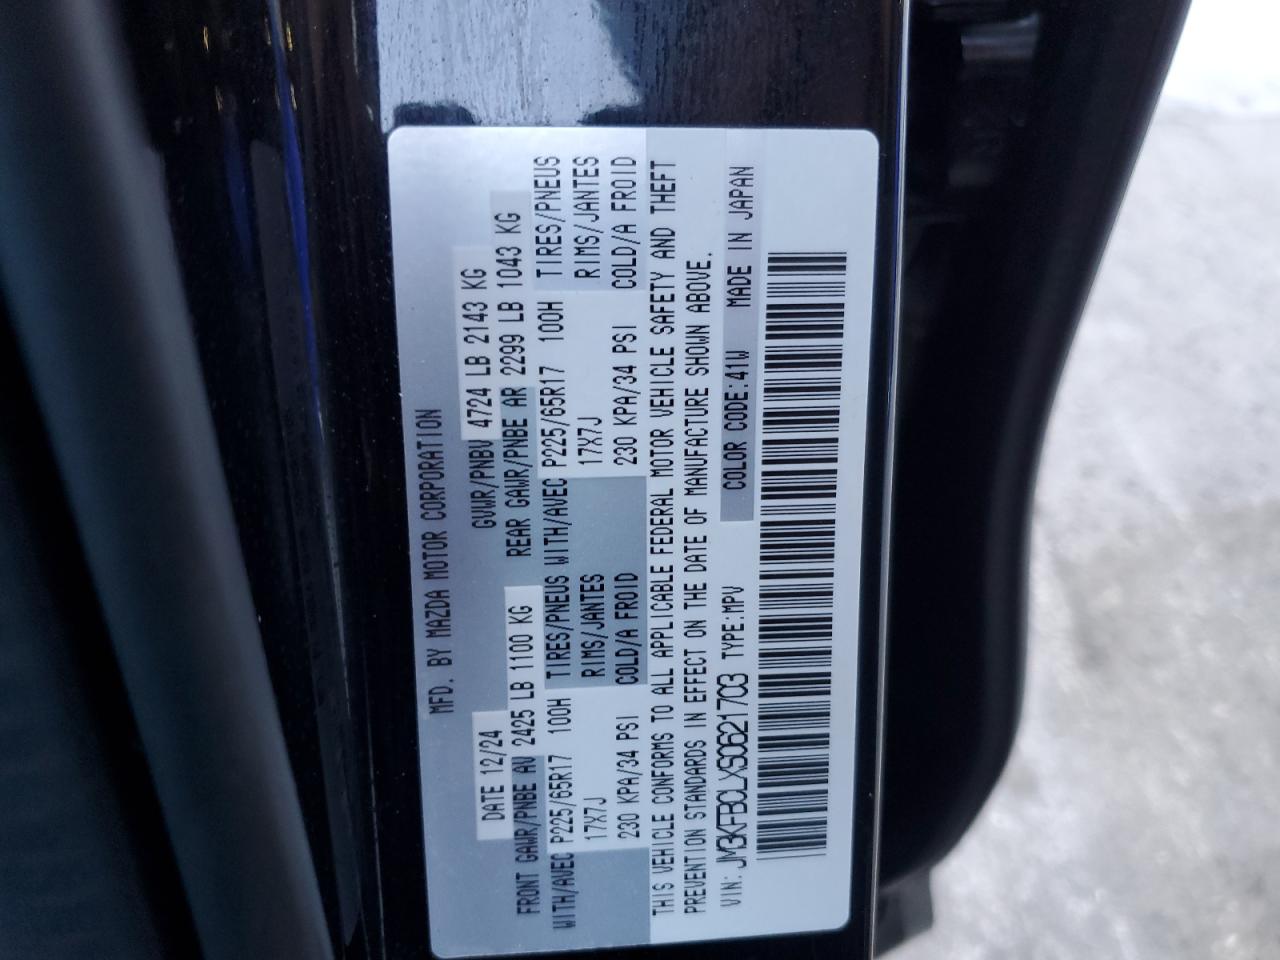 MFD. BY MAZDA MOTOR CORPORATION
DATE 12/24 GVWR/PNBV 4724 LB 2143 KG
FRONT GAWR/PNBE AV 2425 LB 1100 KG REAR GAWR/PNBE AR 2299 LB 1043 KG
WITH/AVEC P225/65R17 100H TIRES/PNEUS WITH/AVEC P225/65R17 100H TIRES/PNEUS
17X7J RIMS/JANTES 17X7J RIMS/JANTES
230 KPA/34 PSI COLD/A FROID 230 KPA/34 PSI COLD/A FROID
THIS VEHICLE CONFORMS TO ALL APPLICABLE FEDERAL MOTOR VEHICLE SAFETY AND THEFT
PREVENTION STANDARDS IN EFFECT ON THE DATE OF MANUFACTURE SHOWN ABOVE.
VIN: JM3KFBCLXS0621703 TYPE:MPV COLOR CODE:41W MADE IN JAPAN